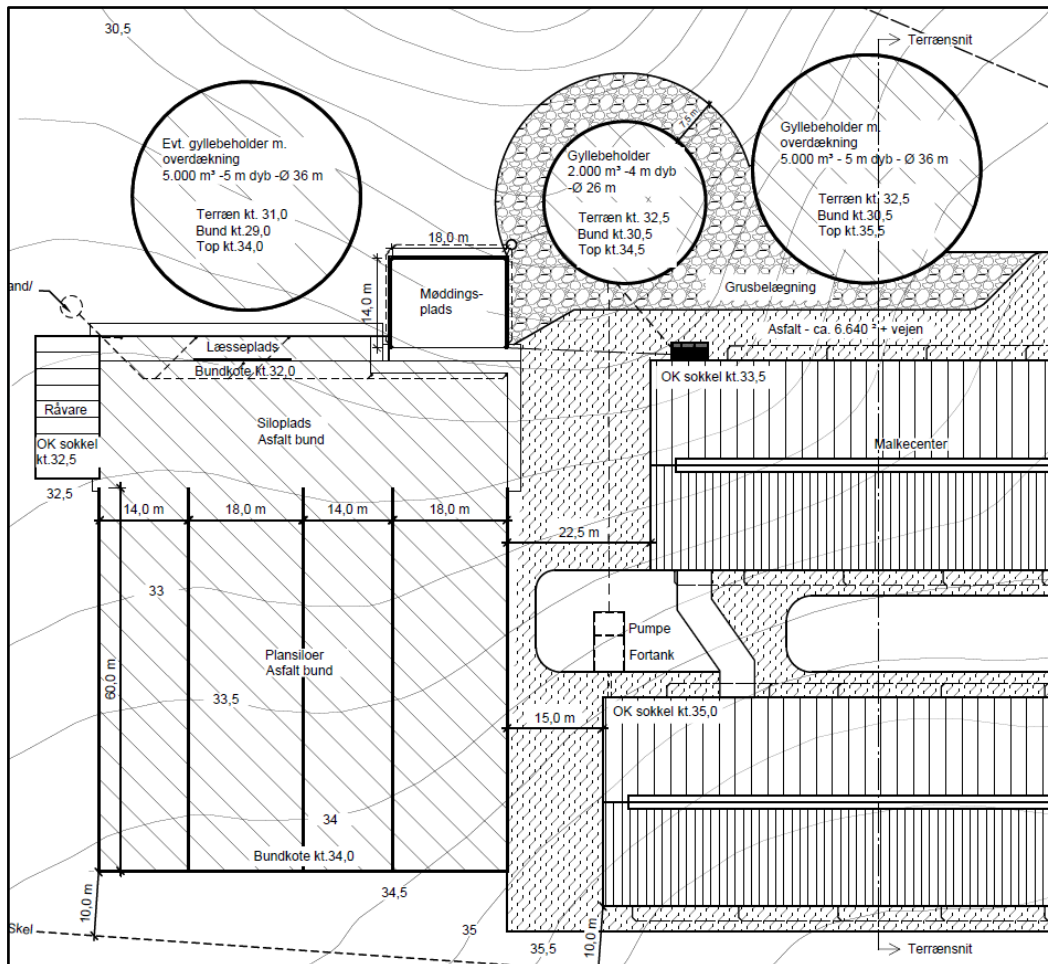 30,5
Terrænsnit
Evt. gyllebeholder m.
overdækning
5.000 m³ -5 m dyb -Ø 36 m
Terræn kt. 31,0
Bund kt.29,0
Top kt.34,0
Gyllebeholder
2.000 m³ -4 m dyb
-Ø 26 m
Terræn kt. 32,5
Bund kt.30,5
Top kt.34,5
7,5 m
Gyllebeholder m.
overdækning
5.000 m³ - 5 m dyb - Ø 36 m
Terræn kt. 32,5
Bund kt.30,5
Top kt.35,5
18,0 m
14,0 m
Møddings-
plads
Grusbelægning
and/
Asfalt - ca. 6.640 ² + vejen
Læsseplads
Bundkote kt.32,0
OK sokkel kt.33,5
Råvare
OK sokkel
kt.32,5
Siloplads
Asfalt bund
Malkecenter
32,5
14,0 m
18,0 m
14,0 m
18,0 m
22,5 m
33
Pumpe
Fortank
Plansiloer
Asfalt bund
60,0 m
33,5
OK sokkel kt.35,0
15,0 m
34
Bundkote kt.34,0
34,5
10,0 m
Skel
35
35,5
10,0 m
Terrænsnit